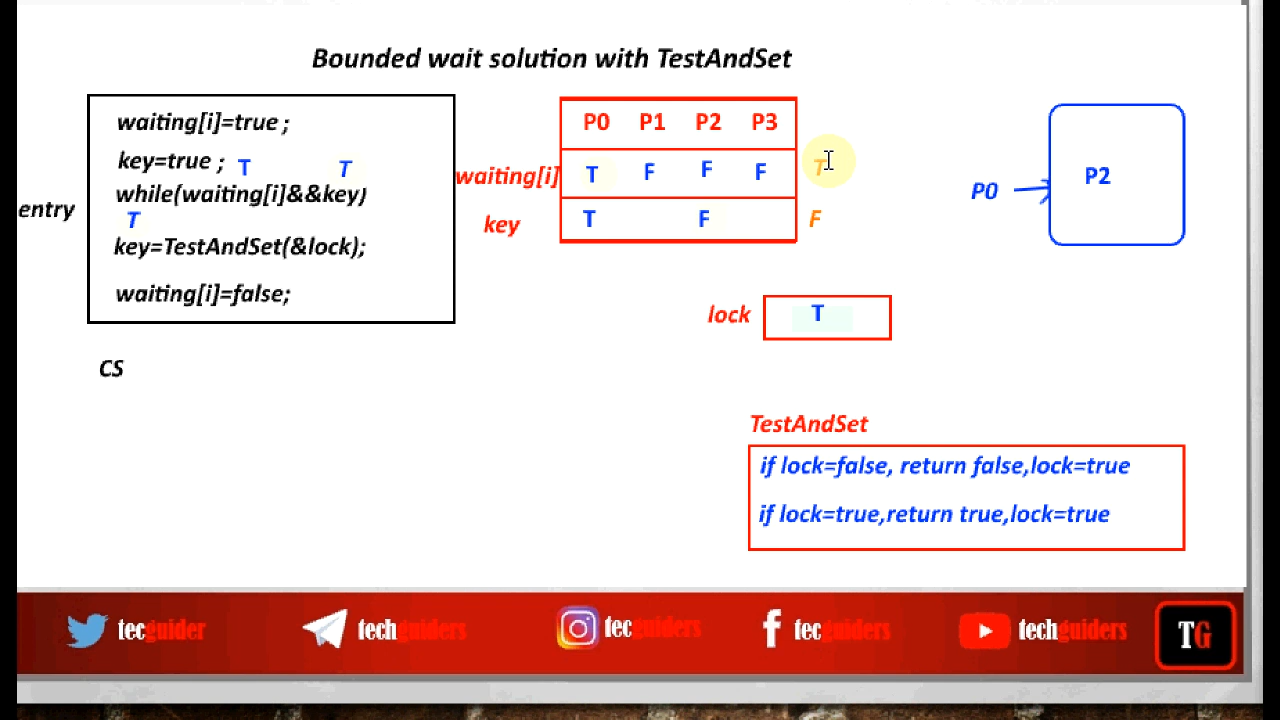 Bounded wait solution with TestAndSet
waiting[i]=true ;
key=true ; T T
while(waiting[i]&&key)
T
key=TestAndSet(&lock);
waiting[i]=false;
entry
CS
P0 P1 P2 P3
waiting[i] T F F F T
key T F F
lock T
P0 P2
TestAndSet
if lock=false, return false,lock=true
if lock=true,return true,lock=true
tecguider techguiders tecguiders tecguiders techguiders TG